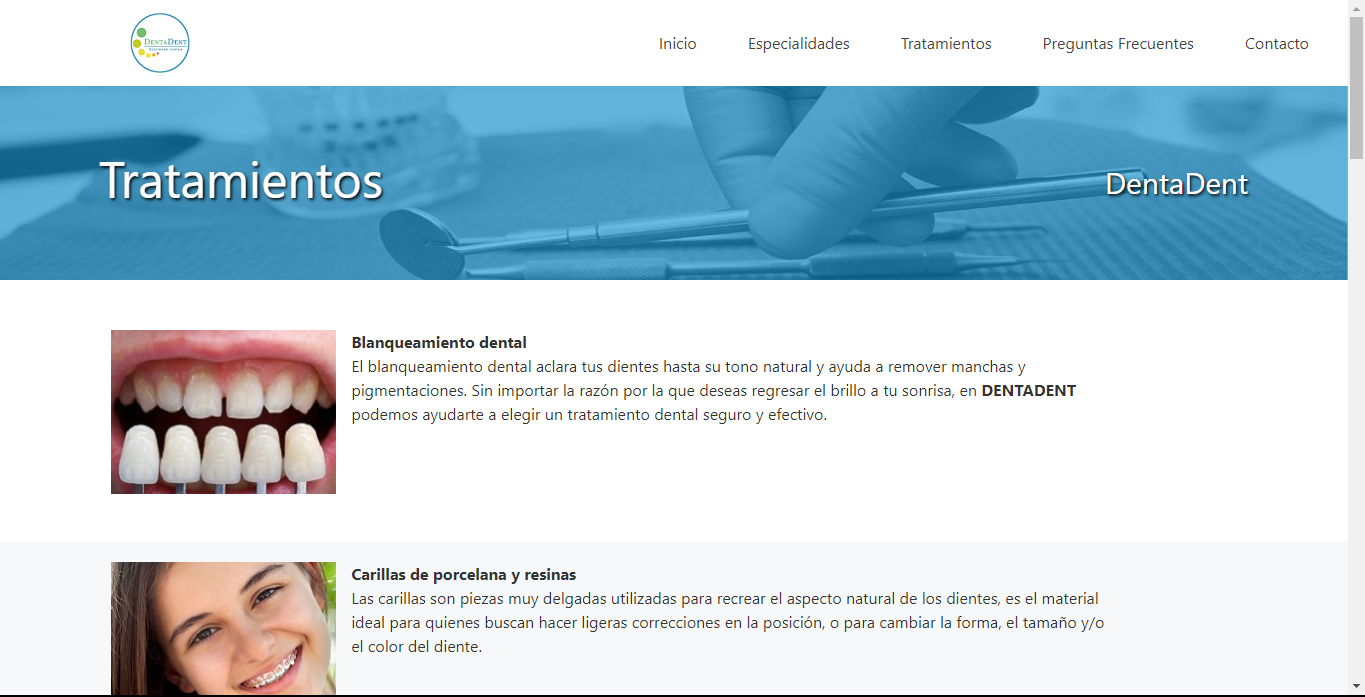 DENTADENT
Inicio
Especialidades
Tratamientos
Preguntas Frecuentes
Contacto
Tratamientos
DentaDent
Blanqueamiento dental
El blanqueamiento dental aclara tus dientes hasta su tono natural y ayuda a remover manchas y
pigmentaciones. Sin importar la razón por la que deseas regresar el brillo a tu sonrisa, en DENTADENT
podemos ayudarte a elegir un tratamiento dental seguro y efectivo.
Carillas de porcelana y resinas
Las carillas son piezas muy delgadas utilizadas para recrear el aspecto natural de los dientes, es el material
ideal para quienes buscan hacer ligeras correcciones en la posición, o para cambiar la forma, el tamaño y/o
el color del diente.